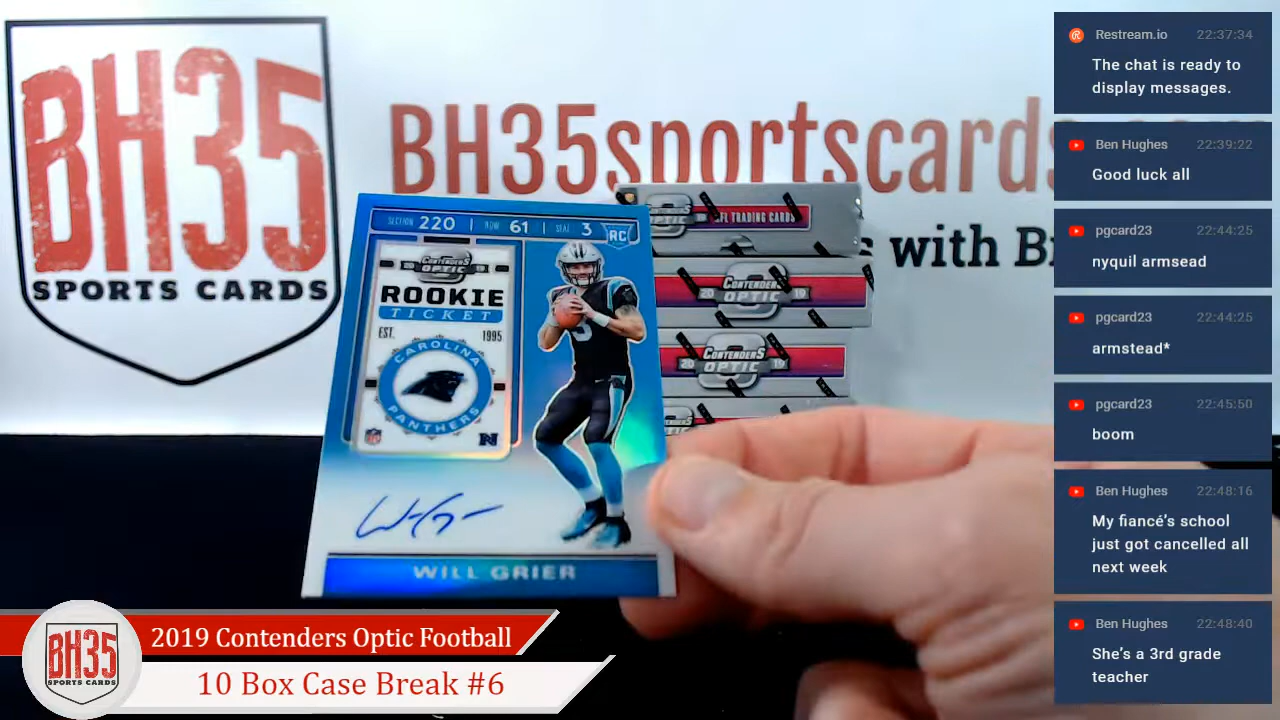 BH35
SPORTS CARDS
BH35sportscards
with B
SECTION 220 | ROW 61 | SEAT 3
RC
CONTENDERS
OPTIC
ROOKIE
TICKET
EST. 1995
CAROLINA
PANTHERS
NFL
N
WILL GRIER
NFL TRADING CARDS
CONTENDERS
20 OPTIC 19
CONTENDERS
20 OPTIC 19
2019 Contenders Optic Football
10 Box Case Break #6
BH35
SPORTS CARDS
Restream.io 22:37:34
The chat is ready to
display messages.
Ben Hughes 22:39:22
Good luck all
pgcard23 22:44:25
nyquil armsead
pgcard23 22:44:25
armstead*
pgcard23 22:45:50
boom
Ben Hughes 22:48:16
My fiancé’s school
just got cancelled all
next week
Ben Hughes 22:48:40
She’s a 3rd grade
teacher